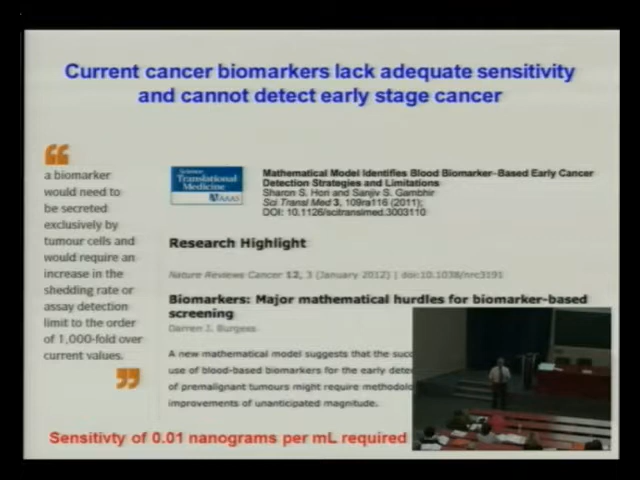 Current cancer biomarkers lack adequate sensitivity
and cannot detect early stage cancer
“
a biomarker
would need to
be secreted
exclusively by
tumour cells and
would require an
increase in the
shedding rate or
assay detection
limit to the order
of 1,000-fold over
current values.
”
Science
Translational
Medicine
AAAS
Mathematical Model Identifies Blood Biomarker–Based Early Cancer
Detection Strategies and Limitations
Sharon S. Hori and Sanjiv S. Gambhir
Sci Transl Med 3, 109ra116 (2011);
DOI: 10.1126/scitranslmed.3003110
Research Highlight
Nature Reviews Cancer 12, 3 (January 2012) | doi:10.1038/nrc3191
Biomarkers: Major mathematical hurdles for biomarker-based
screening
Darren J. Burgess
A new mathematical model suggests that the succ
use of blood-based biomarkers for the early dete
of premalignant tumours might require methodolo
improvements of unanticipated magnitude.
Sensitivty of 0.01 nanograms per mL required